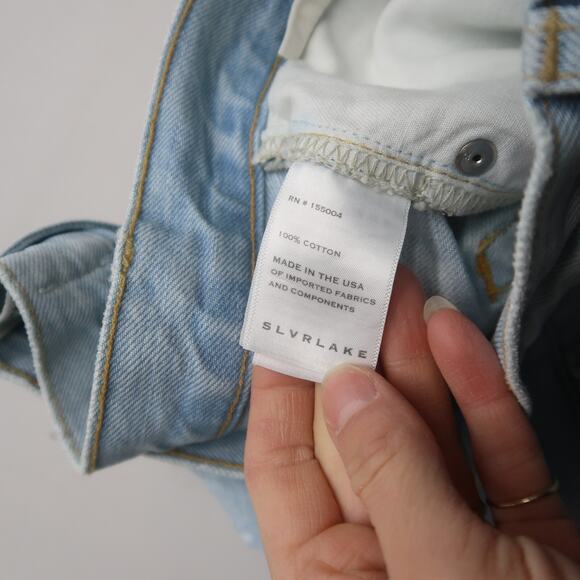 RN # 155004
100% COTTON
MADE IN THE USA
OF IMPORTED FABRICS
AND COMPONENTS
SLVRLAKE